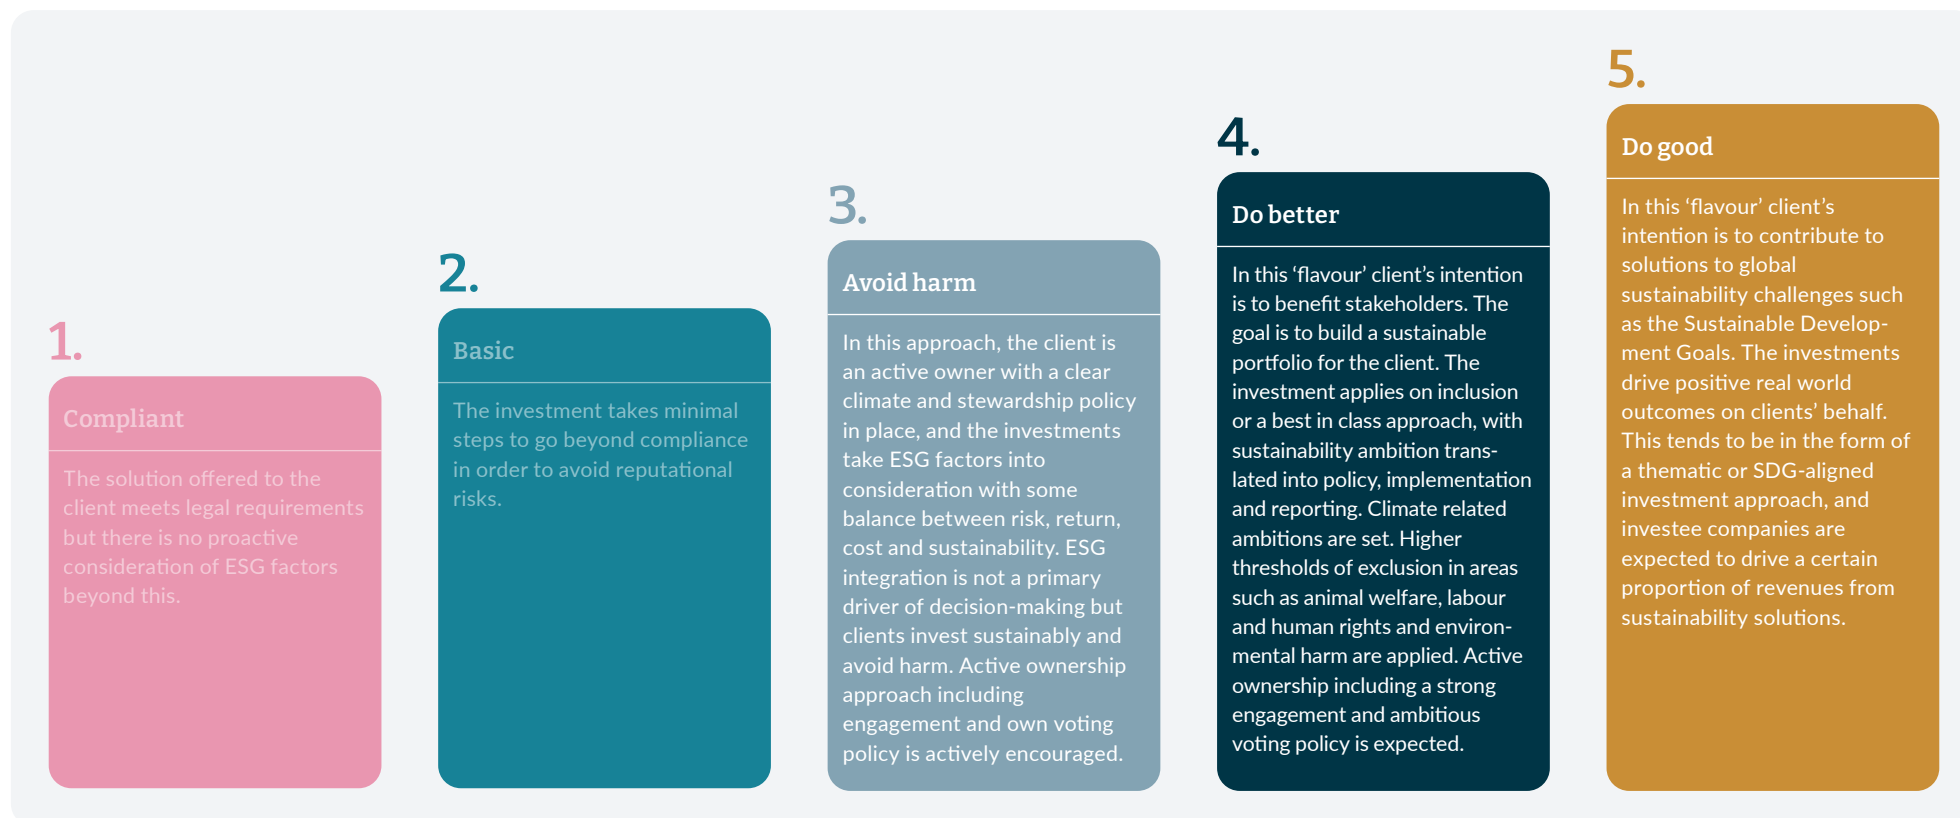 1.
Compliant
The solution offered to the
client meets legal requirements
but there is no proactive
consideration of ESG factors
beyond this.
2.
Basic
The investment takes minimal
steps to go beyond compliance
in order to avoid reputational
risks.
3.
Avoid harm
In this approach, the client is
an active owner with a clear
climate and stewardship policy
in place, and the investments
take ESG factors into
consideration with some
balance between risk, return,
cost and sustainability. ESG
integration is not a primary
driver of decision-making but
clients invest sustainably and
avoid harm. Active ownership
approach including
engagement and own voting
policy is actively encouraged.
4.
Do better
In this ‘flavour’ client’s intention
is to benefit stakeholders. The
goal is to build a sustainable
portfolio for the client. The
investment applies on inclusion
or a best in class approach, with
sustainability ambition trans-
lated into policy, implementation
and reporting. Climate related
ambitions are set. Higher
thresholds of exclusion in areas
such as animal welfare, labour
and human rights and environ-
mental harm are applied. Active
ownership including a strong
engagement and ambitious
voting policy is expected.
5.
Do good
In this ‘flavour’ client’s
intention is to contribute to
solutions to global
sustainability challenges such
as the Sustainable Develop-
ment Goals. The investments
drive positive real world
outcomes on clients’ behalf.
This tends to be in the form of
a thematic or SDG-aligned
investment approach, and
investee companies are
expected to drive a certain
proportion of revenues from
sustainability solutions.